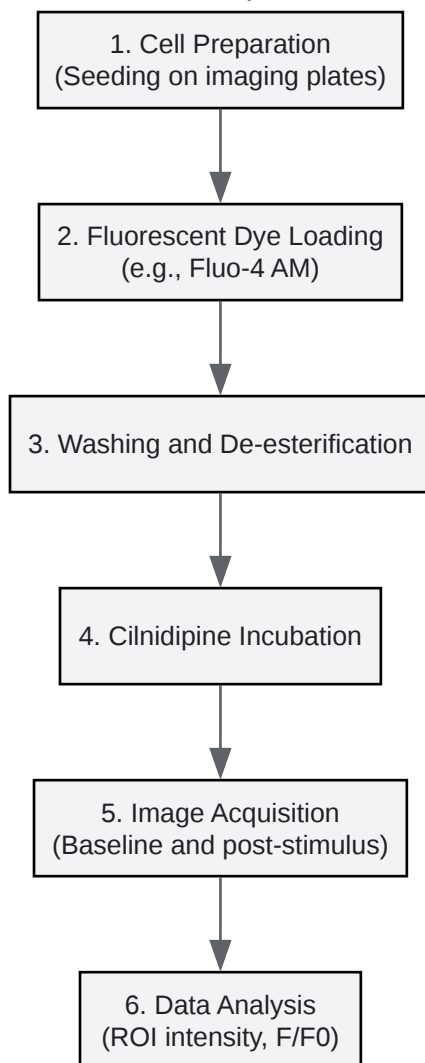 1. Cell Preparation
(Seeding on imaging plates)
2. Fluorescent Dye Loading
(e.g., Fluo-4 AM)
3. Washing and De-esterification
4. Cilnidipine Incubation
5. Image Acquisition
(Baseline and post-stimulus)
6. Data Analysis
(ROI intensity, F/F0)